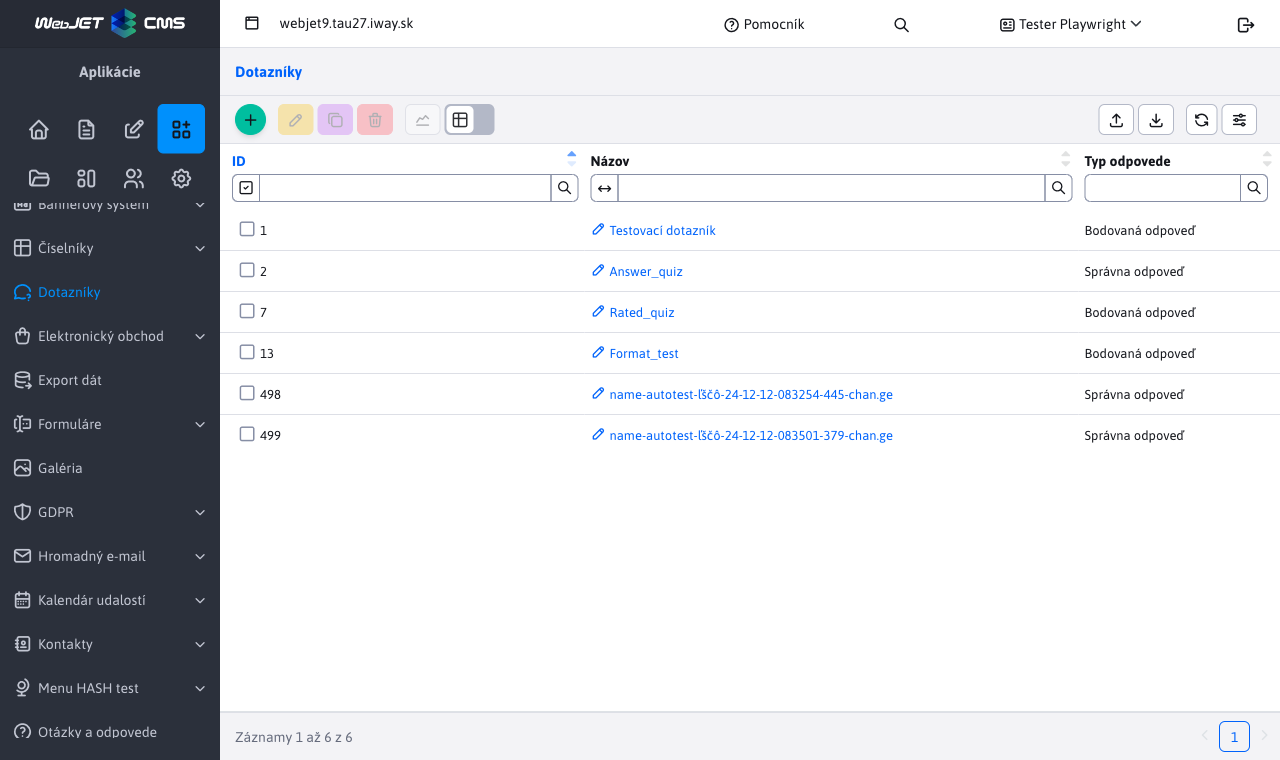 WebJET CMS
webjet9.tau27.iway.sk
Pomocník
Tester Playwright
Aplikácie
Dotazníky
ID
Názov
Typ odpovede
1
Testovací dotazník
Bodovaná odpoveď
2
Answer_quiz
Správna odpoveď
7
Rated_quiz
Bodovaná odpoveď
13
Format_test
Bodovaná odpoveď
498
name-autotest-ľščô-24-12-12-083254-445-chan.ge
Správna odpoveď
499
name-autotest-ľščô-24-12-12-083501-379-chan.ge
Správna odpoveď
Bannerový systém
Číselníky
Dotazníky
Elektronický obchod
Export dát
Formuláre
Galéria
GDPR
Hromadný e-mail
Kalendár udalostí
Kontakty
Menu HASH test
Otázky a odpovede
Záznamy 1 až 6 z 6
1